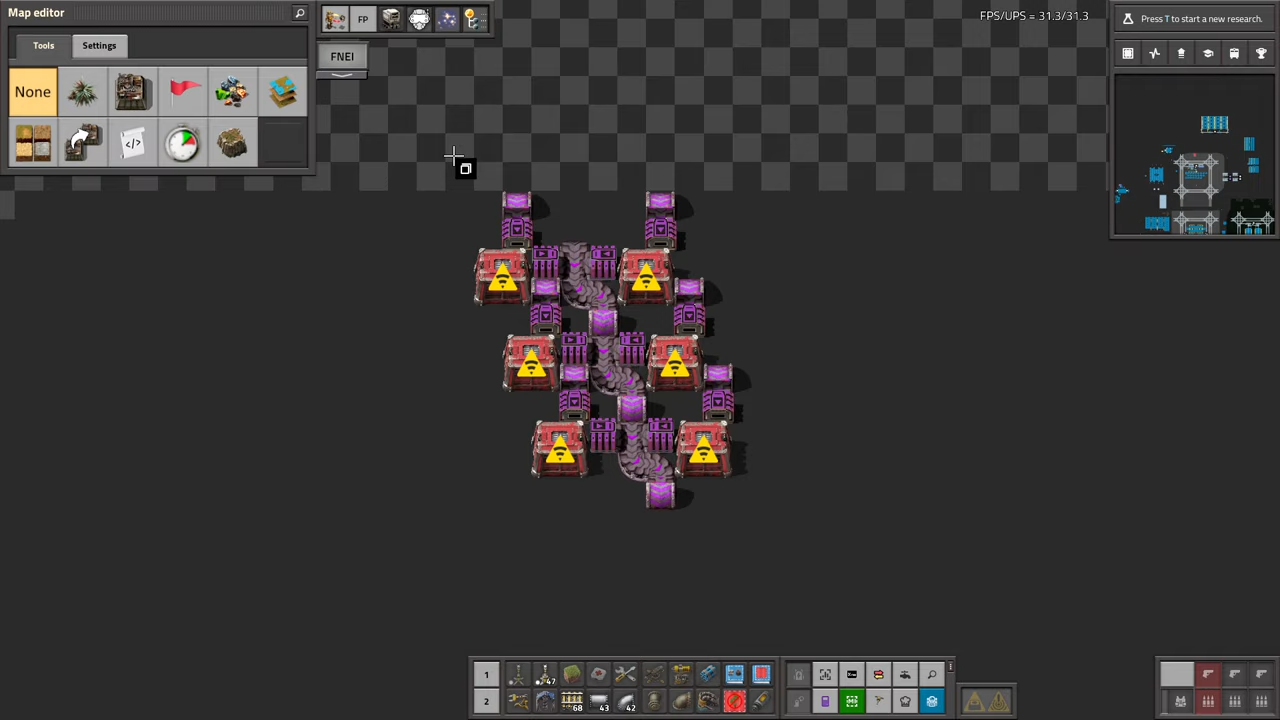 Map editor
Tools Settings
None
</>
FP
FNEI
FPS/UPS = 31.3/31.3
Press T to start a new research.
1 47
2 68 43 42